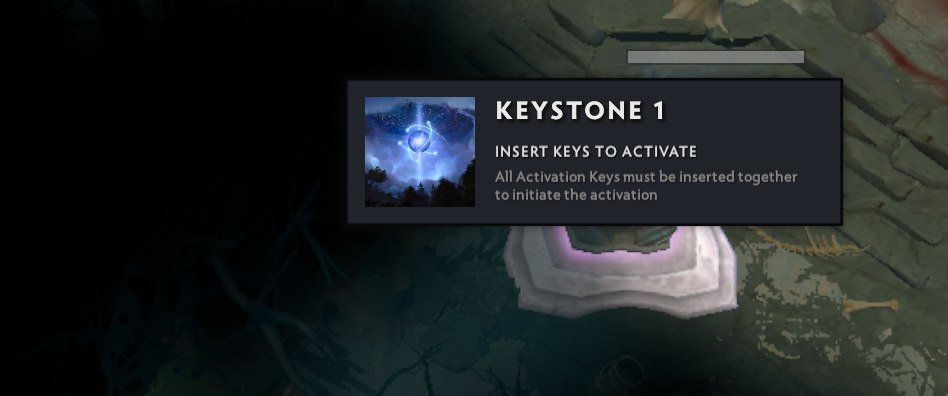 KEYSTONE 1
INSERT KEYS TO ACTIVATE
All Activation Keys must be inserted together
to initiate the activation